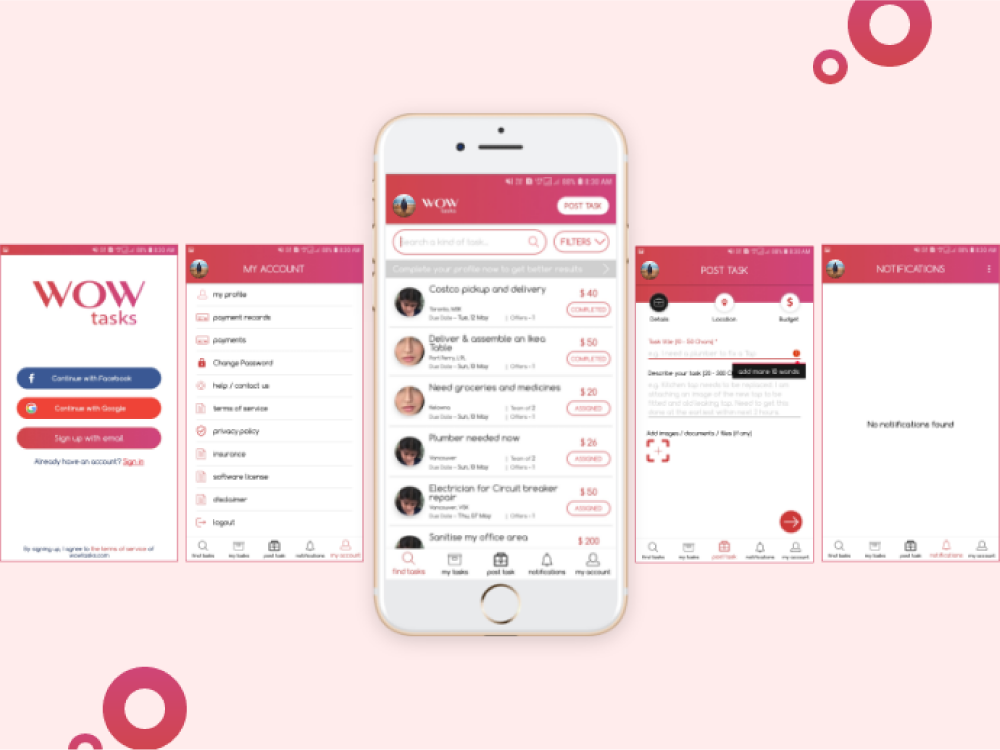 WOW
tasks
Continue with Facebook
Continue with Google
Sign up with email
Already have an account? Sign in
By signing up, I agree to the terms of service of
wowtasks.com
88% 8:20 AM
MY ACCOUNT
my profile
payment records
payments
Change Password
help / contact us
terms of service
privacy policy
insurance
software license
disclaimer
logout
find tasks my tasks post task notifications my account
88% 8:20 AM
WOW
tasks
POST TASK
Search a kind of task...
FILTERS
Complete your profile now to get better results
Costco pickup and delivery
$ 40
Due Date - Tue, 12 May | Offers - 1
COMPLETED
Deliver & assemble an Ikea
Table
$ 50
Port Perry,
Due Date - Sun, 10 May | Offers - 1
COMPLETED
Need groceries and medicines
$ 20
Kelowna | Team of 2
Due Date - Sun, 10 May | Offers - 1
ASSIGNED
Plumber needed now
$ 26
Vancouver | Team of 2
Due Date - Sun, 10 May | Offers - 1
ASSIGNED
Electrician for Circuit breaker
repair
$ 50
Vancouver,
Due Date - Thu, 07 May | Offers - 1
ASSIGNED
Sanitise my office area
$ 200
find tasks my tasks post task notifications my account
POST TASK
Details Location Budget
Task title (10 - 50 Chars) *
e.g. I need a plumber to fix a tap
add more 10 words
Describe your task (25 -
e.g. Kitchen tap needs to be replaced. I am
attaching an image of the new tap to be
fitted and old leaking tap. Need to get this
done at the earliest within next 2 hours
Add images / documents / files (if any)
find tasks my tasks post task notifications my account
NOTIFICATIONS
No notifications found
find tasks my tasks post task notifications my account